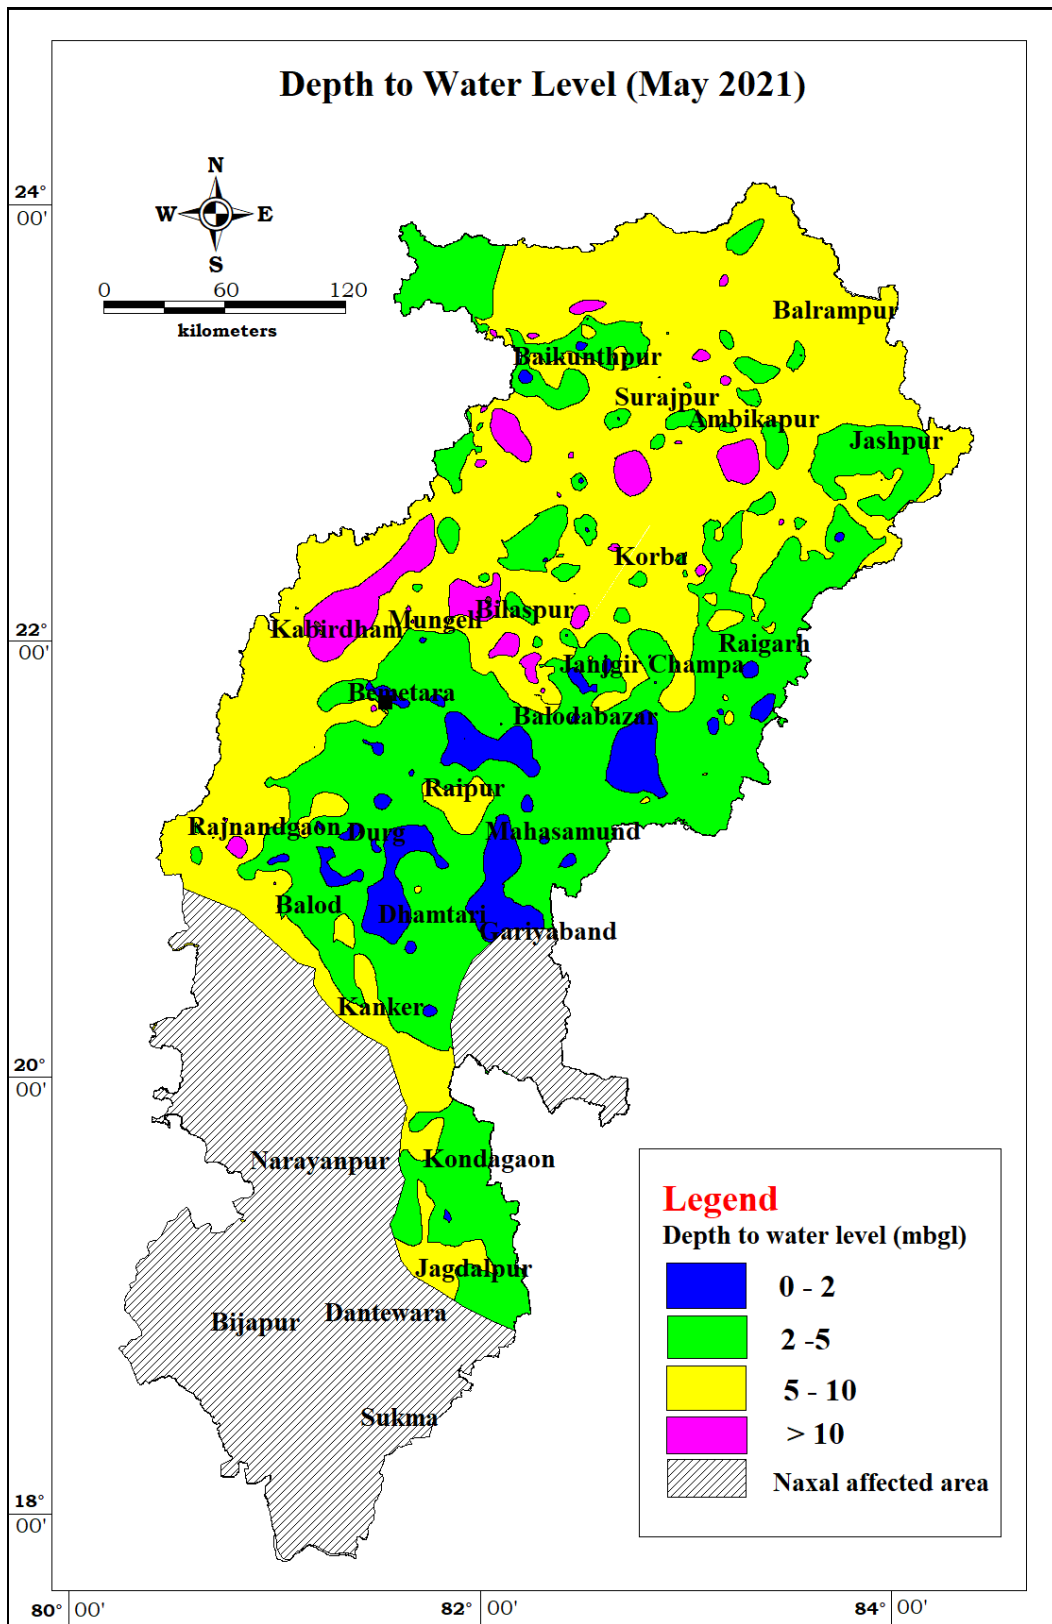 Depth to Water Level (May 2021)
N
W E
S
0 60 120
kilometers
24°
00'
22°
00'
20°
00'
18°
00'
80° 00' 82° 00' 84° 00'
Balrampur
Baikunthpur
Surajpur
Ambikapur
Jashpur
Korba
Bilaspur
Mungeli
Kabirdham
Raigarh
Janjgir Champa
Bemetara
Balodabazar
Raipur
Rajnandgaon
Durg
Mahasamund
Balod
Dhamtari
Gariyaband
Kanker
Narayanpur
Kondagaon
Jagdalpur
Dantewara
Bijapur
Sukma
Legend
Depth to water level (mbgl)
0 - 2
2 -5
5 - 10
> 10
Naxal affected area